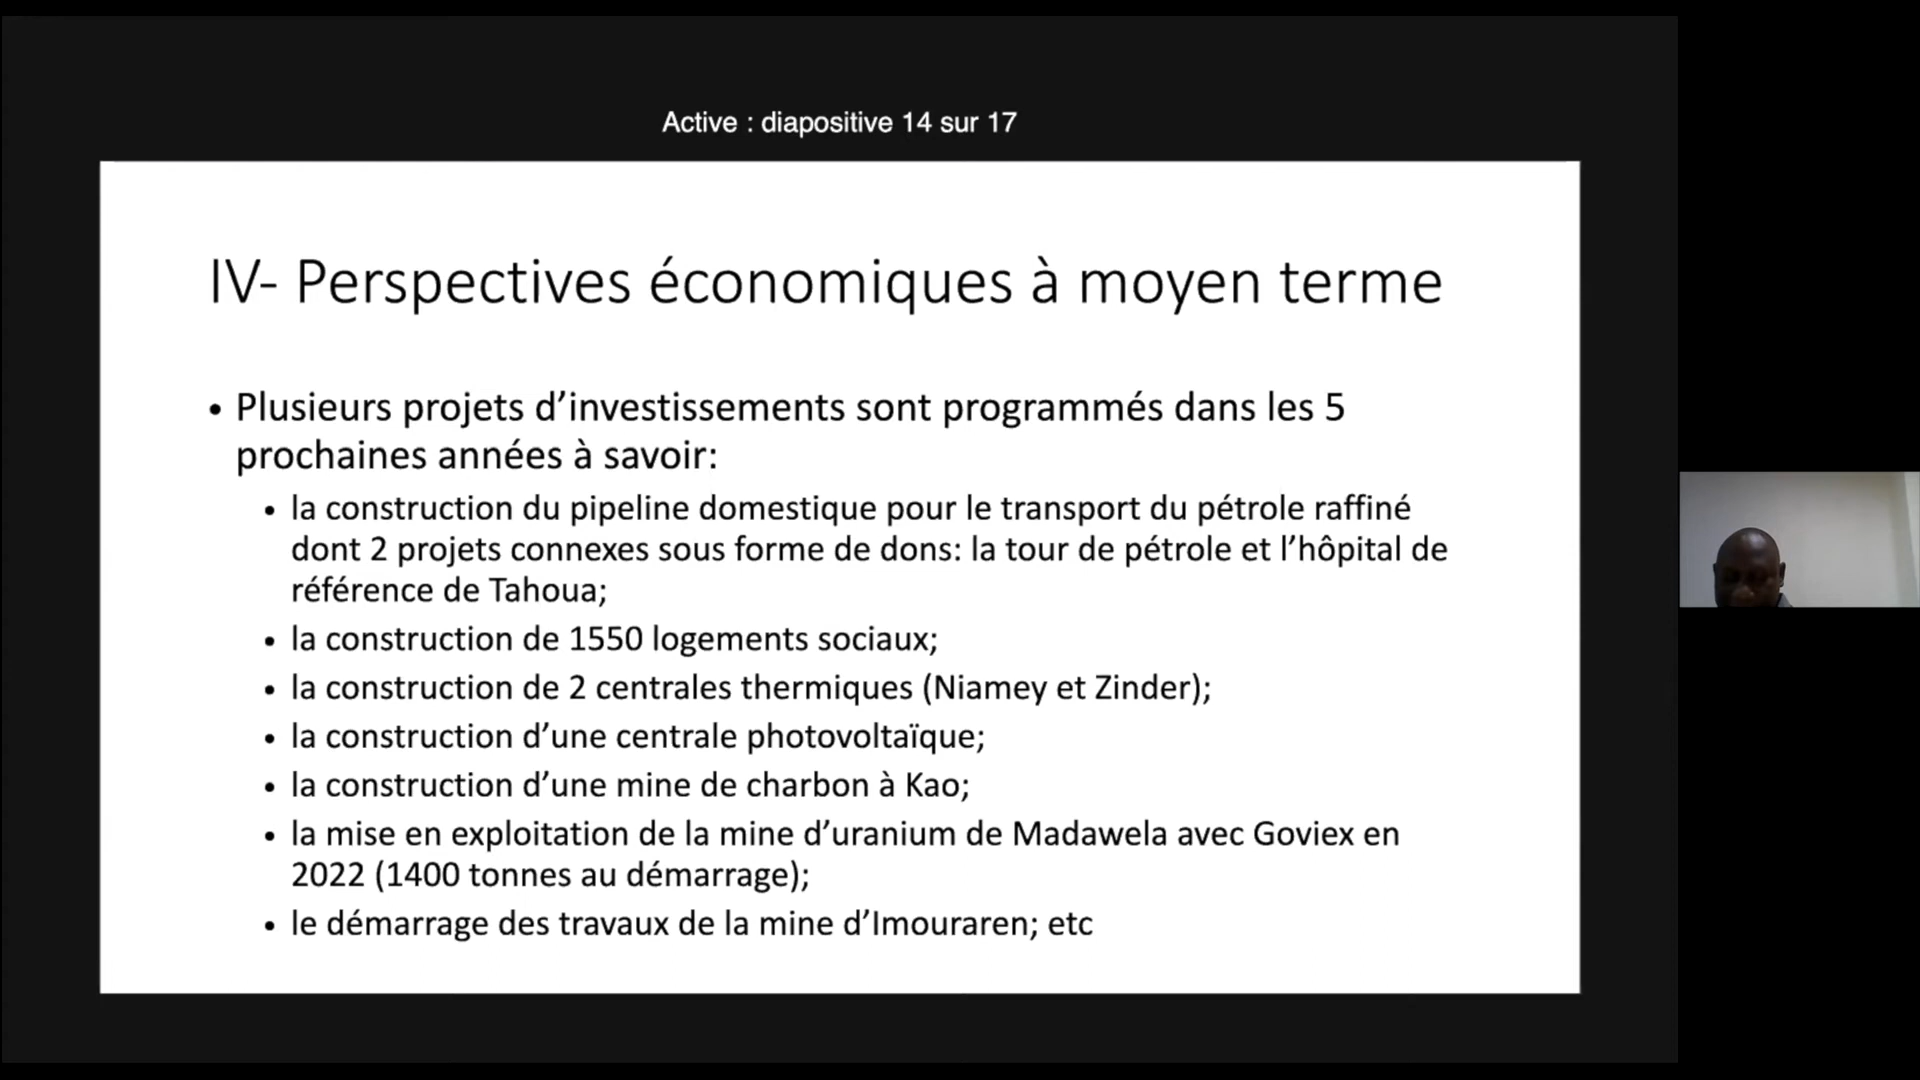 Active : diapositive 14 sur 17
IV- Perspectives économiques à moyen terme
• Plusieurs projets d’investissements sont programmés dans les 5
prochaines années à savoir:
• la construction du pipeline domestique pour le transport du pétrole raffiné
dont 2 projets connexes sous forme de dons: la tour de pétrole et l’hôpital de
référence de Tahoua;
• la construction de 1550 logements sociaux;
• la construction de 2 centrales thermiques (Niamey et Zinder);
• la construction d’une centrale photovoltaïque;
• la construction d’une mine de charbon à Kao;
• la mise en exploitation de la mine d’uranium de Madawela avec Goviex en
2022 (1400 tonnes au démarrage);
• le démarrage des travaux de la mine d’Imouraren; etc